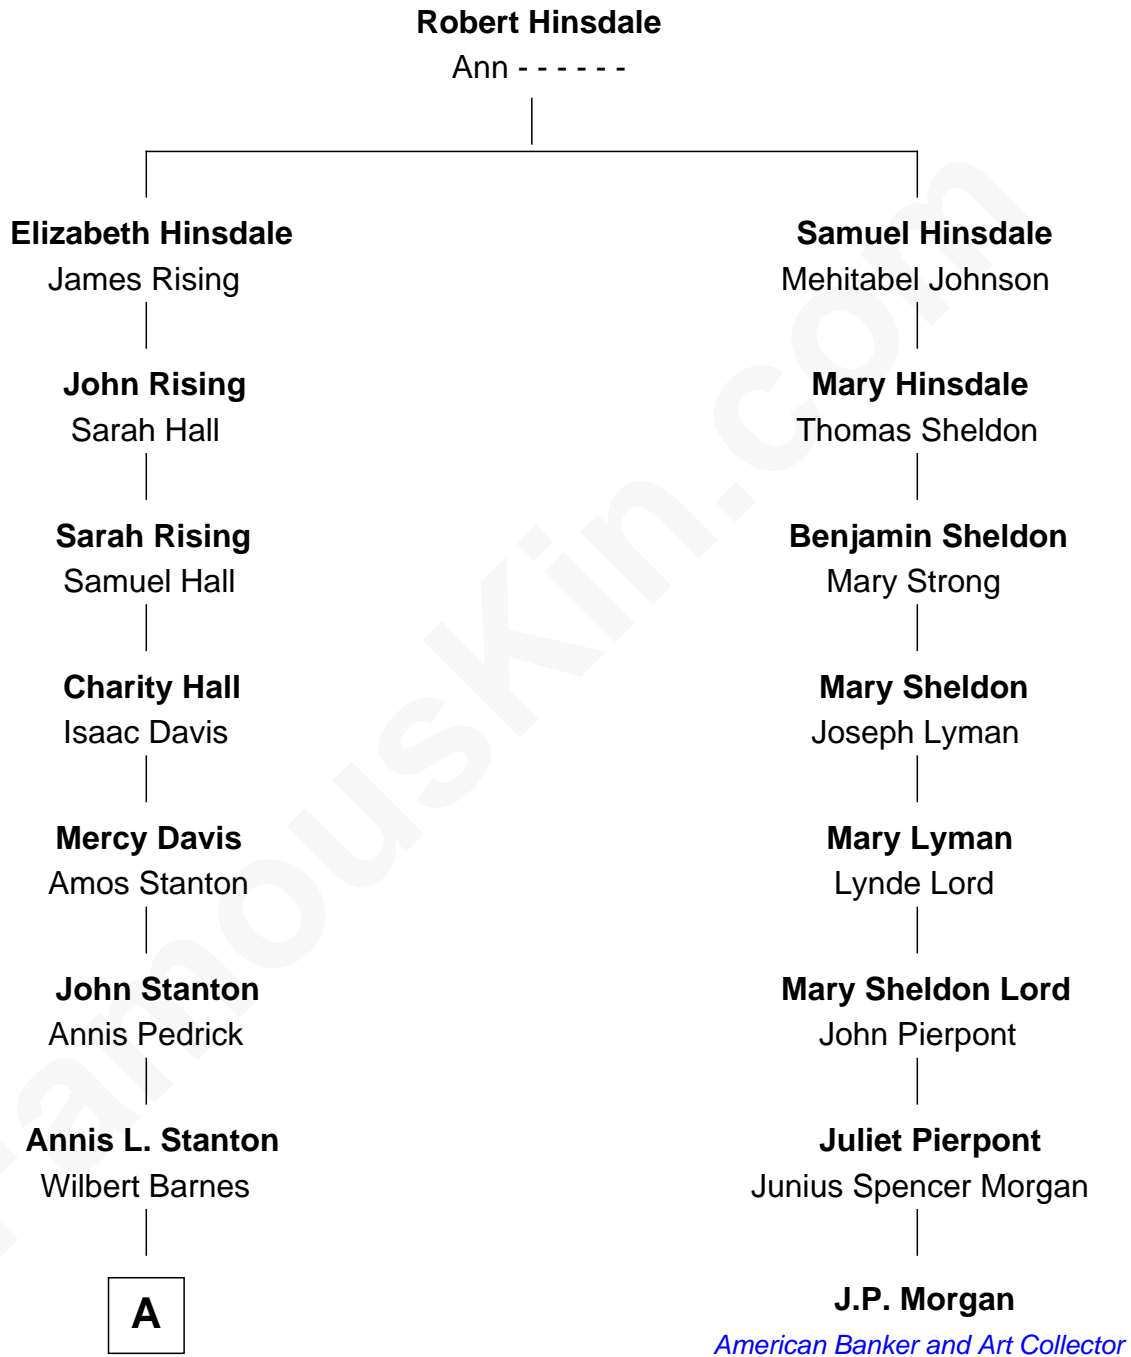 Robert Hinsdale
Ann - - - - - -
Elizabeth Hinsdale
James Rising
Samuel Hinsdale
Mehitabel Johnson
John Rising
Sarah Hall
Mary Hinsdale
Thomas Sheldon
Sarah Rising
Samuel Hall
Benjamin Sheldon
Mary Strong
Charity Hall
Isaac Davis
Mary Sheldon
Joseph Lyman
Mercy Davis
Amos Stanton
Mary Lyman
Lynde Lord
John Stanton
Annis Pedrick
Mary Sheldon Lord
John Pierpont
Annis L. Stanton
Wilbert Barnes
Juliet Pierpont
Junius Spencer Morgan
A
J.P. Morgan
American Banker and Art Collector
FamousKin.com